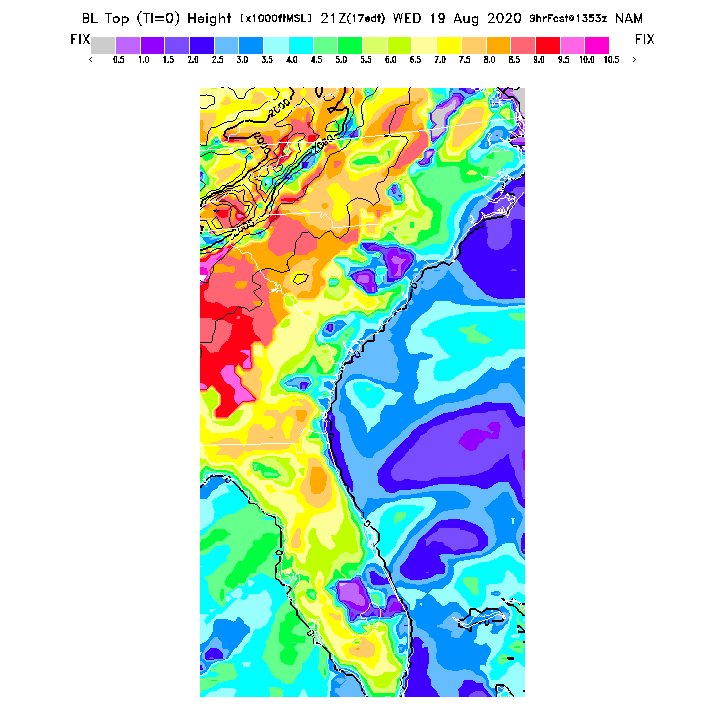 BL Top (TI=0) Height [x1000ftMSL] 21Z(17edt) WED 19 Aug 2020 9hrFcst@1353z NAM
FIX FIX
< 0.5 1.0 1.5 2.0 2.5 3.0 3.5 4.0 4.5 5.0 5.5 6.0 6.5 7.0 7.5 8.0 8.5 9.0 9.5 10.0 10.5 >
2000
2000